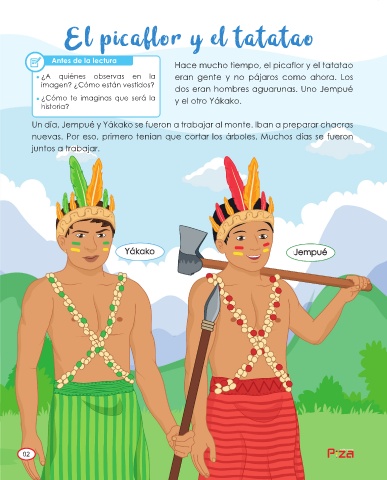 El picaflor y el tatatao
Antes de la lectura
• ¿A quiénes observas en la
imagen? ¿Cómo están vestidos?
• ¿Cómo te imaginas que será la
historia?
Hace mucho tiempo, el picaflor y el tatatao
eran gente y no pájaros como ahora. Los
dos eran hombres aguarunas. Uno Jempué
y el otro Yákako.
Un día, Jempué y Yákako se fueron a trabajar al monte. Iban a preparar chacras
nuevas. Por eso, primero tenían que cortar los árboles. Muchos días se fueron
juntos a trabajar.
Yákako
Jempué
02